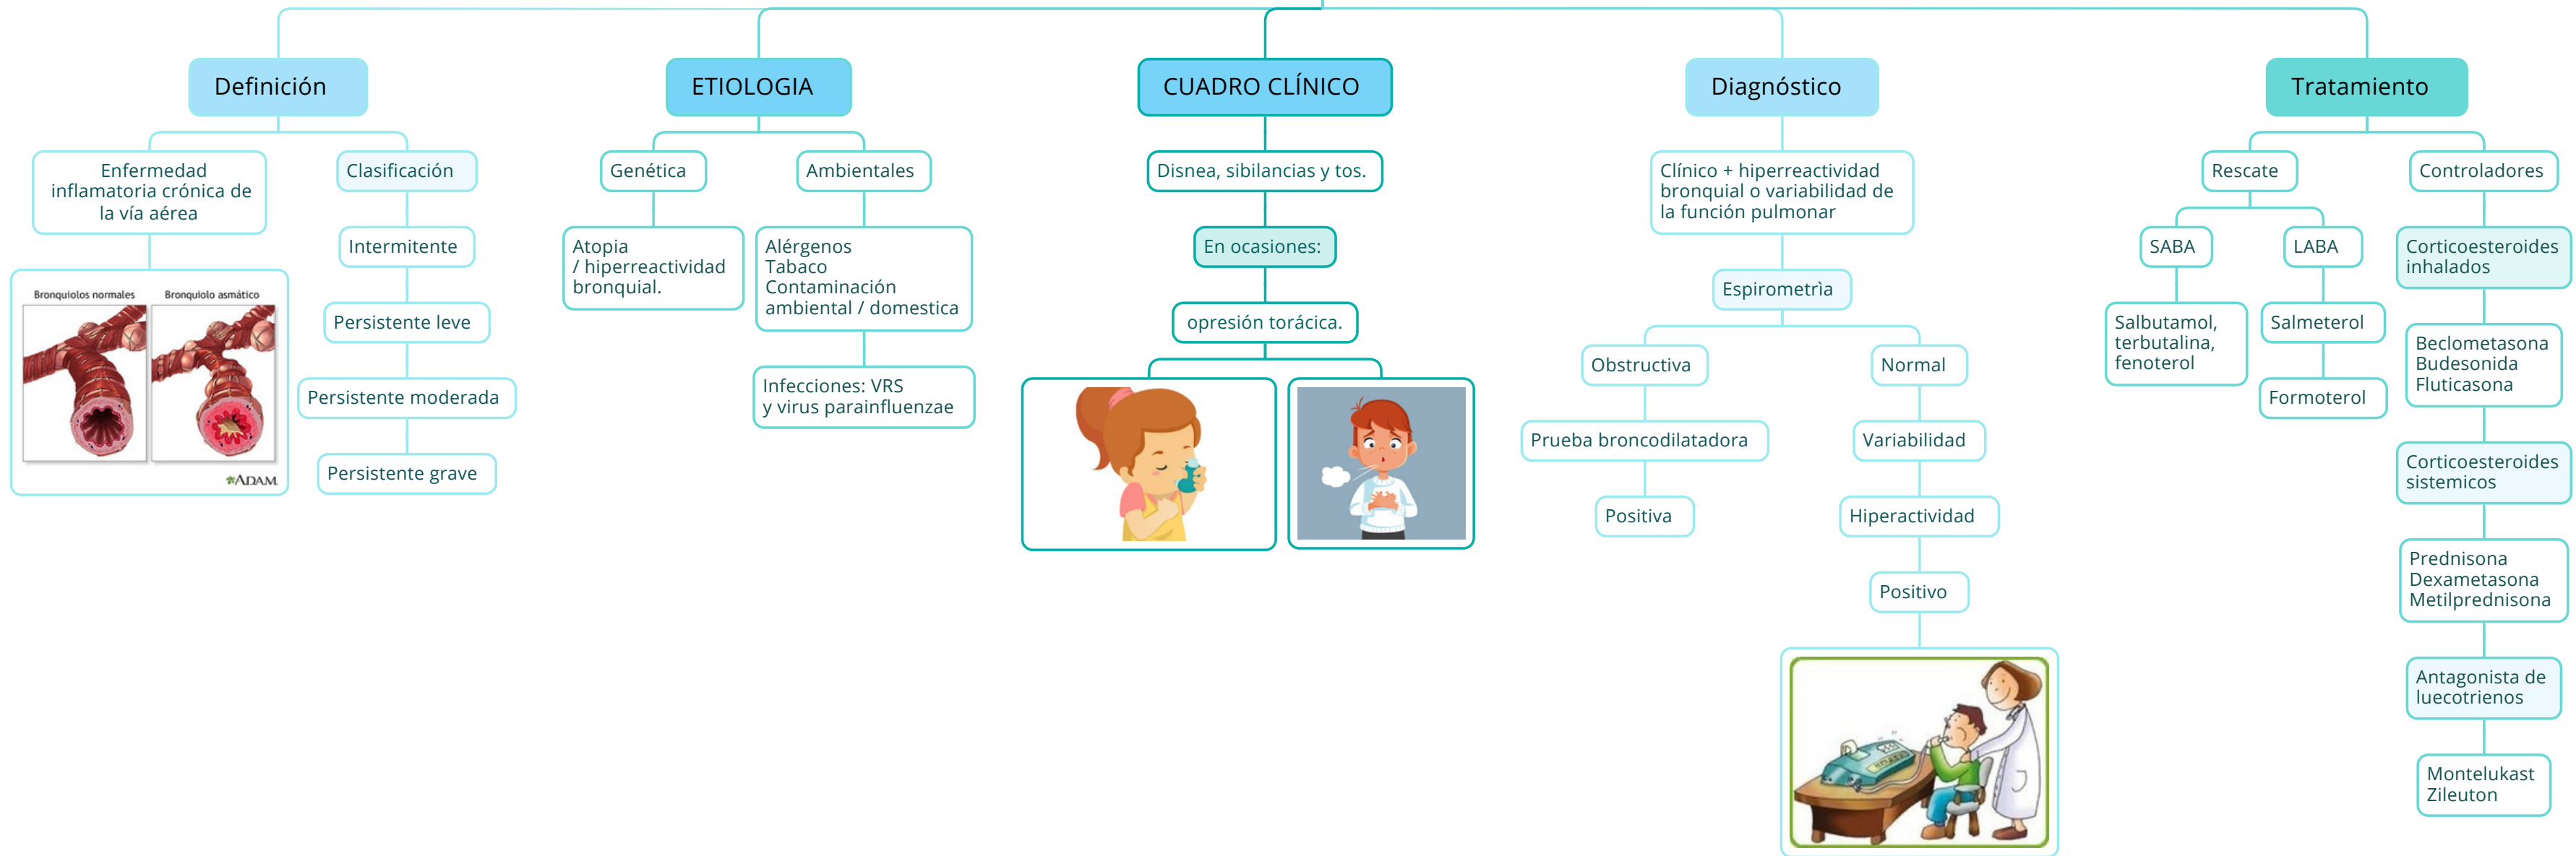 Definición
Enfermedad
inflamatoria crónica de
la vía aérea
Bronquiolos normales
Bronquiolo asmático
ADAM
Clasificación
Intermitente
Persistente leve
Persistente moderada
Persistente grave
ETIOLOGIA
Genética
Atopia
/ hiperreactividad
bronquial.
Ambientales
Alérgenos
Tabaco
Contaminación
ambiental / domestica
Infecciones: VRS
y virus parainfluenzae
CUADRO CLÍNICO
Disnea, sibilancias y tos.
En ocasiones:
opresión torácica.
Diagnóstico
Clínico + hiperreactividad
bronquial o variabilidad de
la función pulmonar
Espirometrìa
Obstructiva
Prueba broncodilatadora
Positiva
Normal
Variabilidad
Hiperactividad
Positivo
Tratamiento
Rescate
SABA
Salbutamol,
terbutalina,
fenoterol
LABA
Salmeterol
Formoterol
Controladores
Corticoesteroides
inhalados
Beclometasona
Budesonida
Fluticasona
Corticoesteroides
sistemicos
Prednisona
Dexametasona
Metilprednisona
Antagonista de
luecotrienos
Montelukast
Zileuton